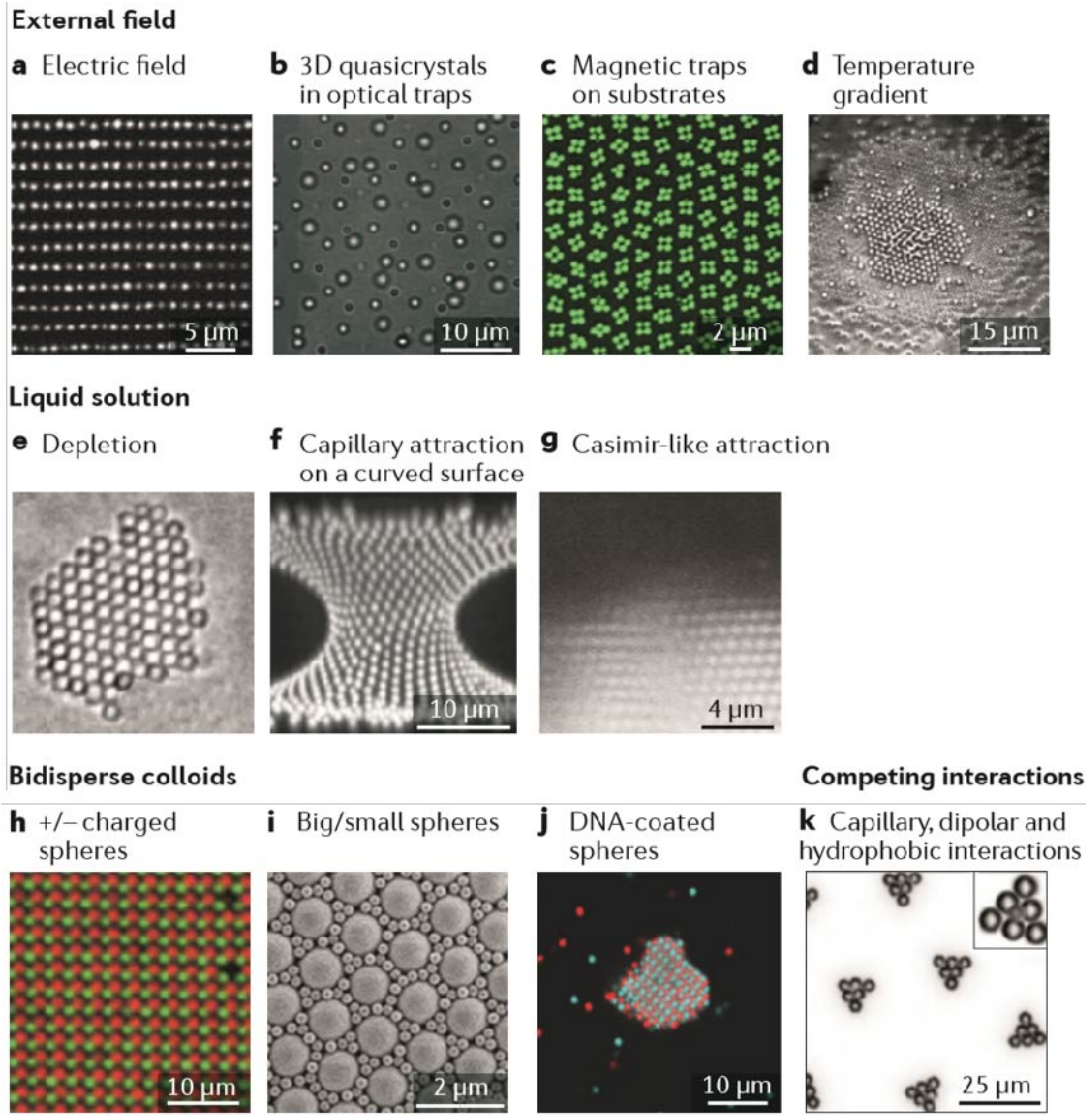 External field
a Electric field
b 3D quasicrystals
in optical traps
c Magnetic traps
on substrates
d Temperature
gradient
5 µm
10 µm
2 µm
15 µm
Liquid solution
e Depletion
f Capillary attraction
on a curved surface
g Casimir-like attraction
10 µm
4 µm
Bidisperse colloids
Competing interactions
h +/− charged
spheres
i Big/small spheres
j DNA-coated
spheres
k Capillary, dipolar and
hydrophobic interactions
10 µm
2 µm
10 µm
25 µm